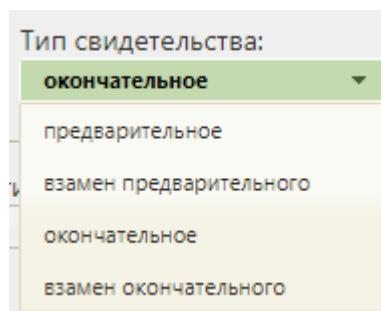 Тип свидетельства:
окончательное
предварительное
взамен предварительного
окончательное
взамен окончательного